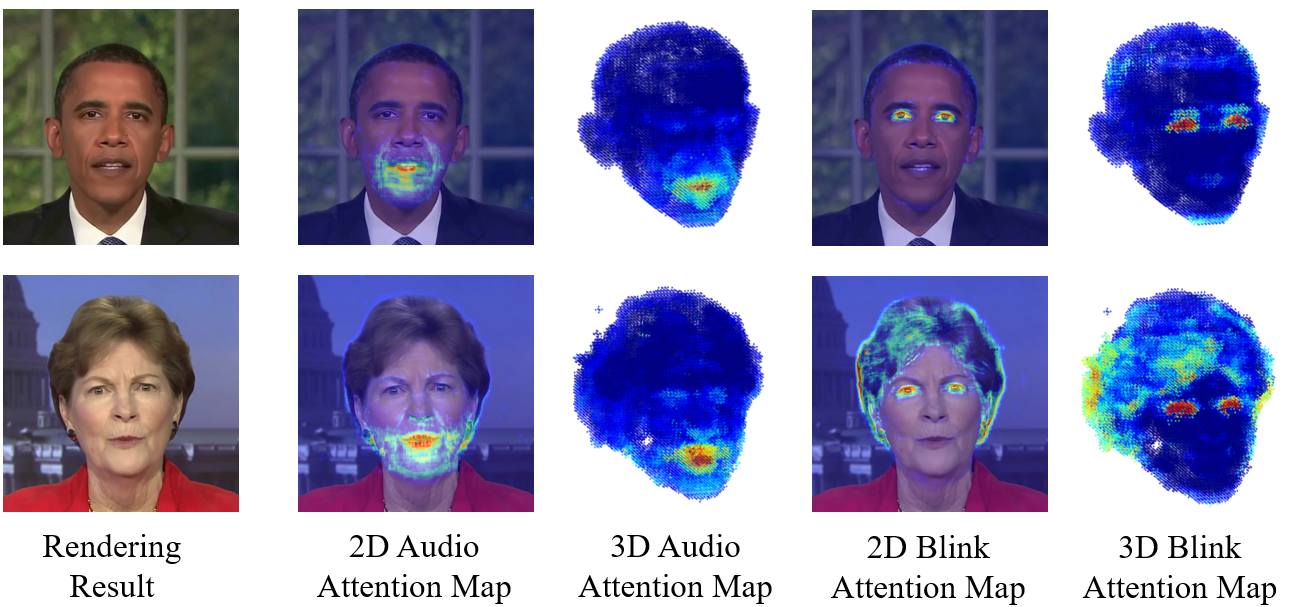 Rendering
Result
2D Audio
Attention Map
3D Audio
Attention Map
2D Blink
Attention Map
3D Blink
Attention Map